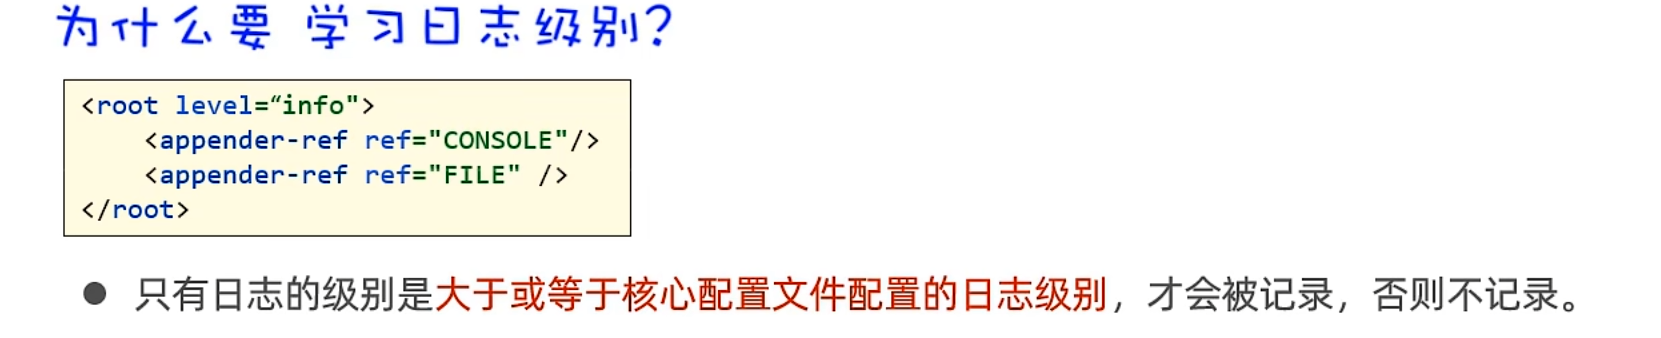 为什么要 学习日志级别？
<root level=“info">
<appender-ref ref="CONSOLE"/>
<appender-ref ref="FILE" />
</root>
● 只有日志的级别是大于或等于核心配置文件配置的日志级别，才会被记录，否则不记录。